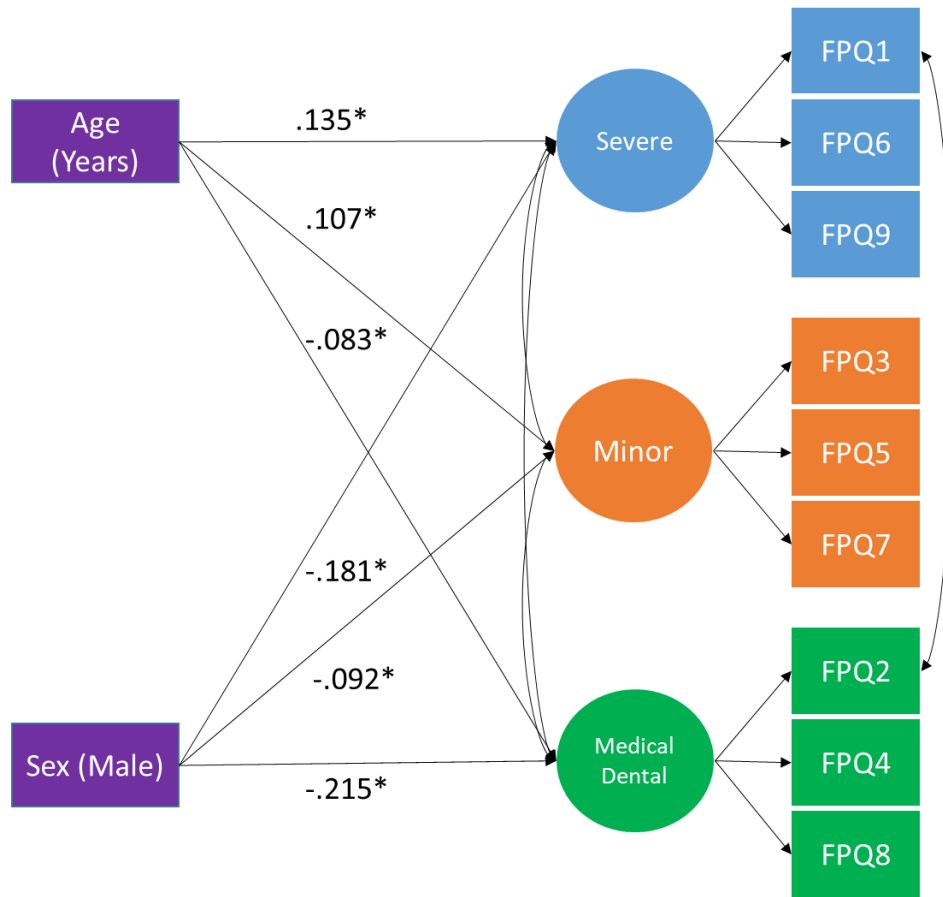 Age
(Years)
Sex (Male)
.135*
.107*
-.083*
-.181*
-.092*
-.215*
Severe
Minor
Medical
Dental
FPQ1
FPQ6
FPQ9
FPQ3
FPQ5
FPQ7
FPQ2
FPQ4
FPQ8